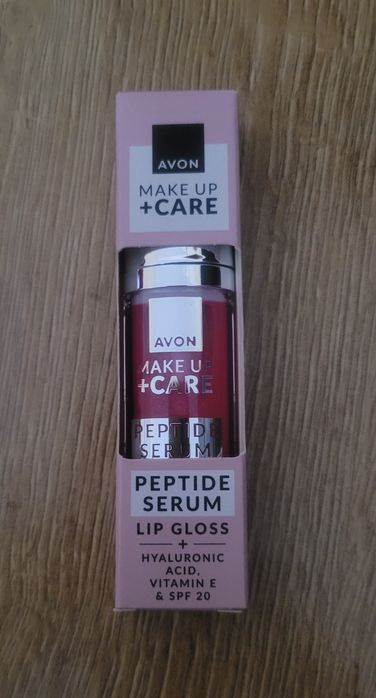 AVON
MAKE UP
+CARE
AVON
MAKE UP
+CARE
PEPTIDE
SERUM
PEPTIDE
SERUM
LIP GLOSS
+
HYALURONIC
ACID,
VITAMIN E
& SPF 20